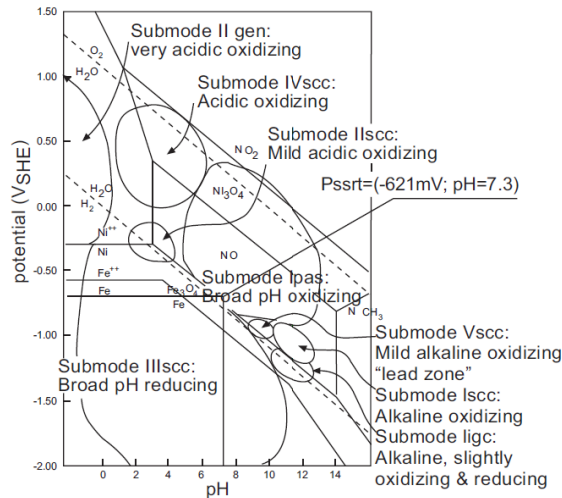 1.00
Submode II gen:
very acidic oxidizing
O2
H2O
Submode IVscc:
Acidic oxidizing
0.50
Submode IIscc:
Mild acidic oxidizing
N O2
Pssrt=(-621mV; pH=7.3)
H2O
H2
NI3O4
0.00
Ni++
Ni
NO
-0.50
Fe++
Submode Ipas:
Broad pH oxidizing
Fe
Fe3O4
Fe
N CH3
-1.00
Submode IIIscc:
Broad pH reducing
Submode Vscc:
Mild alkaline oxidizing
"lead zone"
Submode Iscc:
Alkaline oxidizing
Submode Iigc:
Alkaline, slightly
oxidizing & reducing
-1.50
-2.00
0 2 4 6 8 10 12 14
pH
potential (VSHE)
1.50